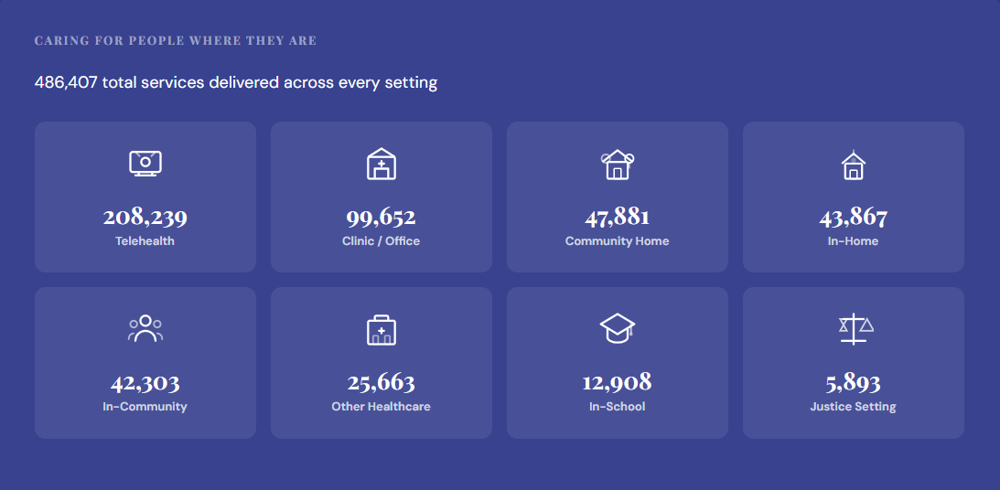 CARING FOR PEOPLE WHERE THEY ARE
486,407 total services delivered across every setting
208,239
Telehealth
99,652
Clinic / Office
47,881
Community Home
43,867
In-Home
42,303
In-Community
25,663
Other Healthcare
12,908
In-School
5,893
Justice Setting